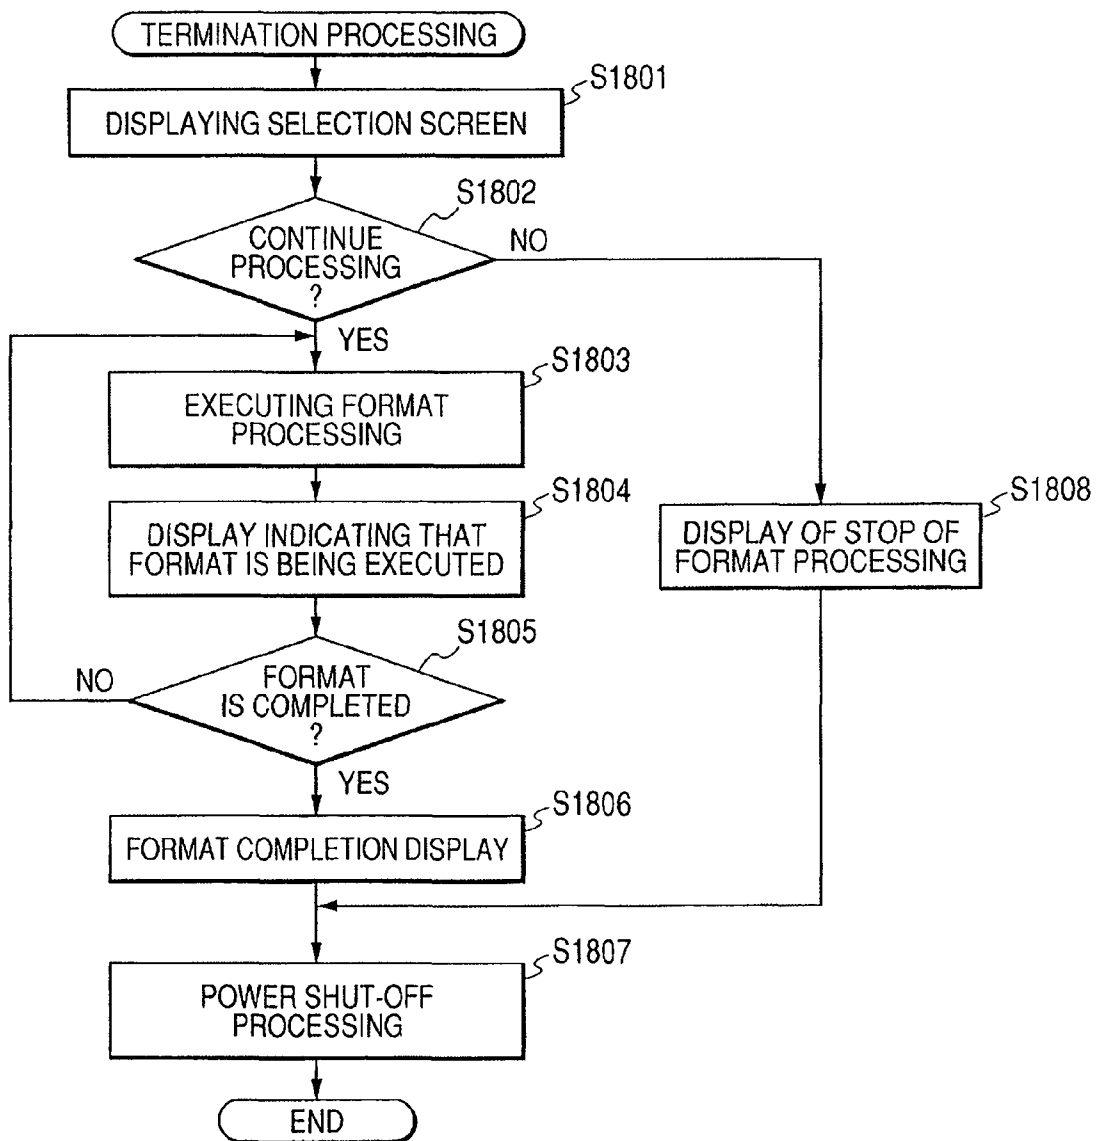 TERMINATION PROCESSING
S1801
DISPLAYING SELECTION SCREEN
S1802
CONTINUE
PROCESSING
?
NO
YES
S1803
EXECUTING FORMAT
PROCESSING
S1804
DISPLAY INDICATING THAT
FORMAT IS BEING EXECUTED
S1808
DISPLAY OF STOP OF
FORMAT PROCESSING
S1805
FORMAT
IS COMPLETED
?
NO
YES
S1806
FORMAT COMPLETION DISPLAY
S1807
POWER SHUT-OFF
PROCESSING
END